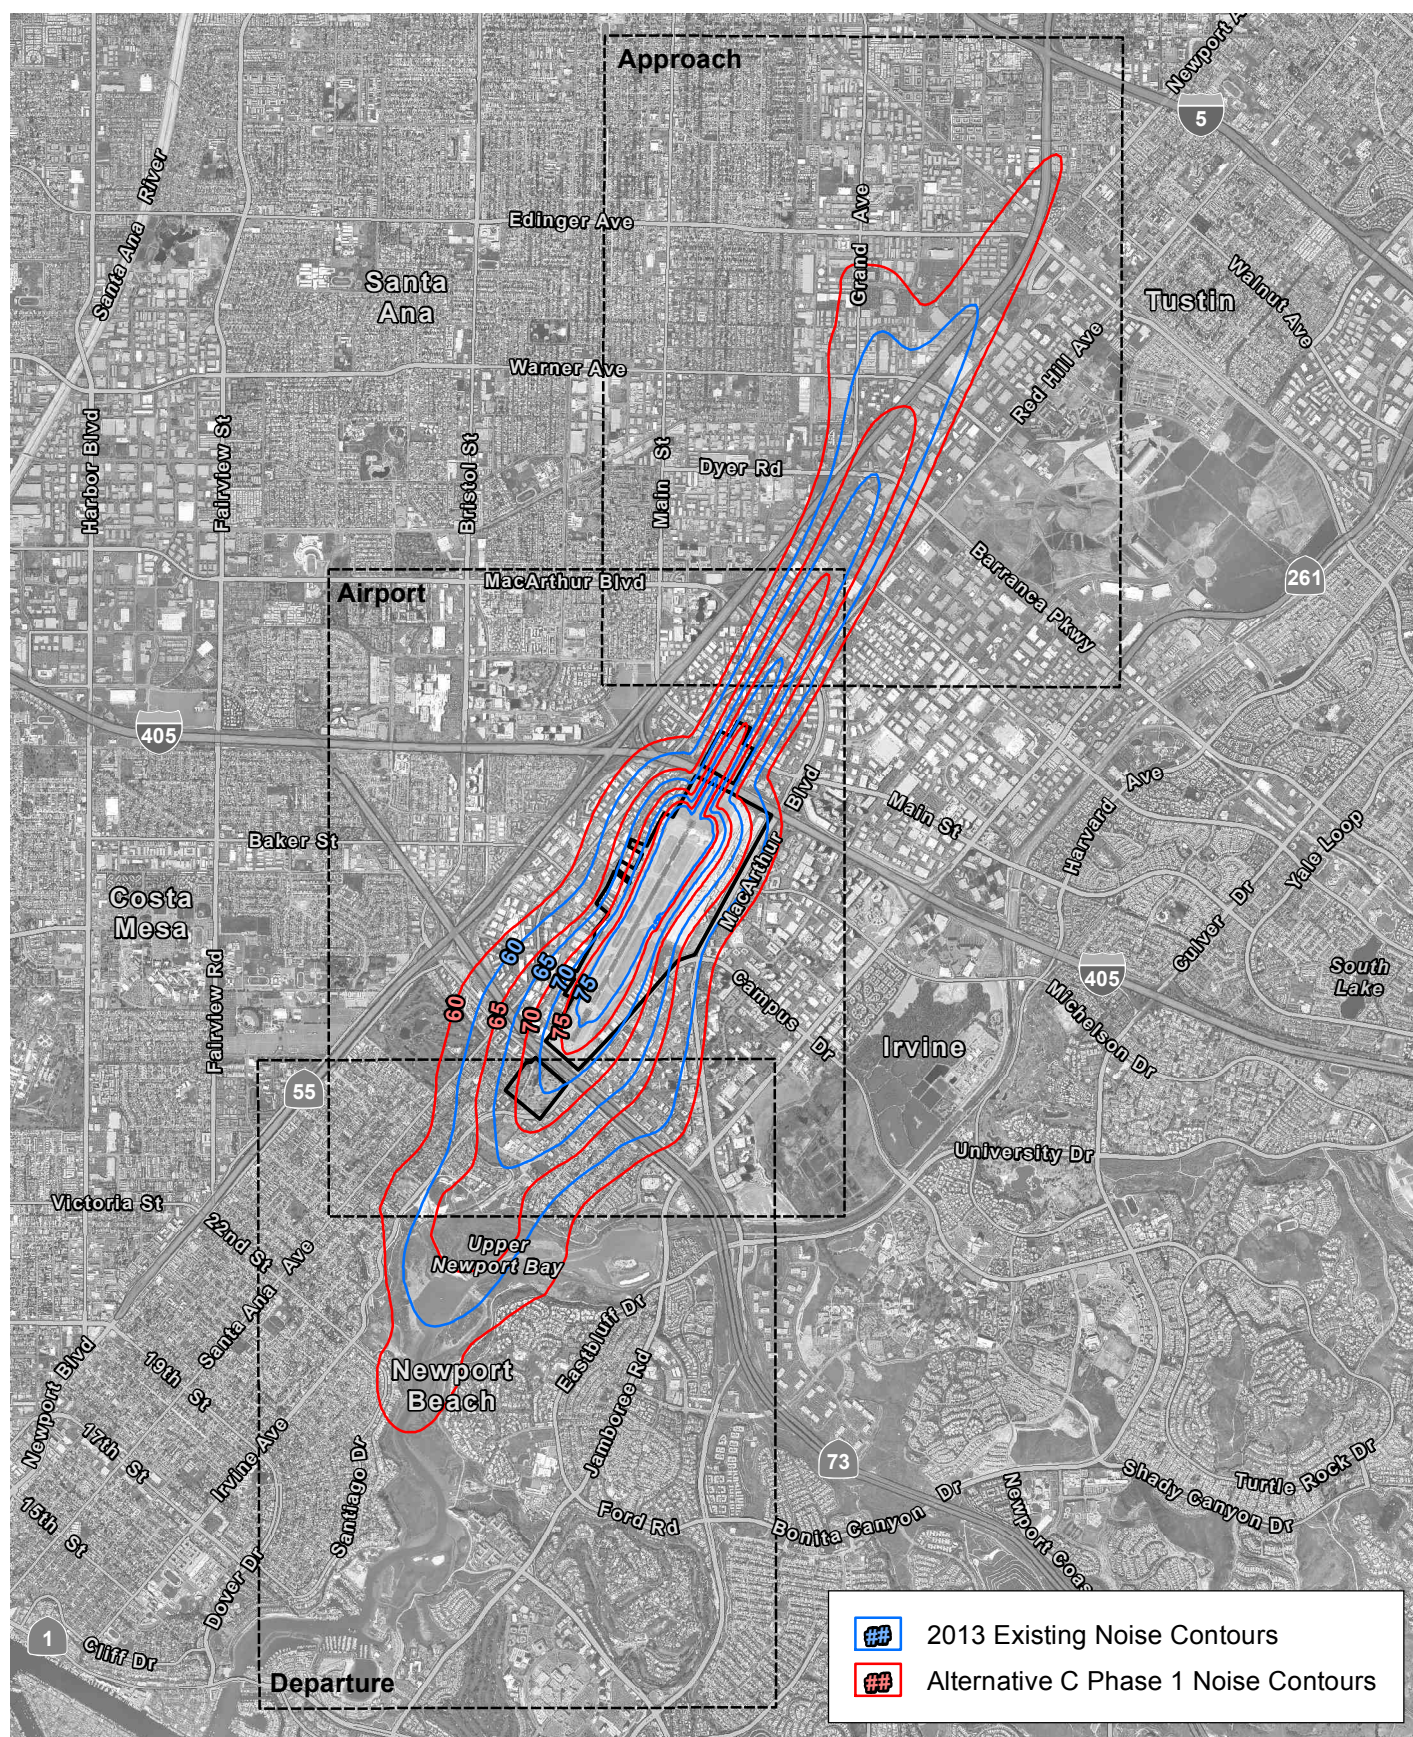 Approach
Newport A
5
Santa Ana River
Edinger Ave
Grand Ave
Santa
Ana
Tustin
Walnut Ave
Warner Ave
Red Hill Ave
Harbor Blvd
Fairview St
Bristol St
Main St
Dyer Rd
Airport
MacArthur Blvd
Barranca Pkwy
261
405
Baker St
MacArthur Blvd
Main St
Harvard Ave
Yale Loop
Costa
Mesa
Culver Dr
60
65
70
75
60
65
70
75
Fairview Rd
Campus Dr
405
South
Lake
Michelson Dr
Irvine
55
University Dr
Victoria St
22nd St
Santa Ana Ave
Upper
Newport Bay
Eastbluff Dr
Newport Blvd
19th St
Newport
Beach
Jamboree Rd
17th St
Irvine Ave
Santiago Dr
73
15th St
Ford Rd
Bonita Canyon Dr
Newport Coas
Shady Canyon Dr
Turtle Rock Dr
Dover Dr
1
Cliff Dr
Departure
## 2013 Existing Noise Contours
## Alternative C Phase 1 Noise Contours